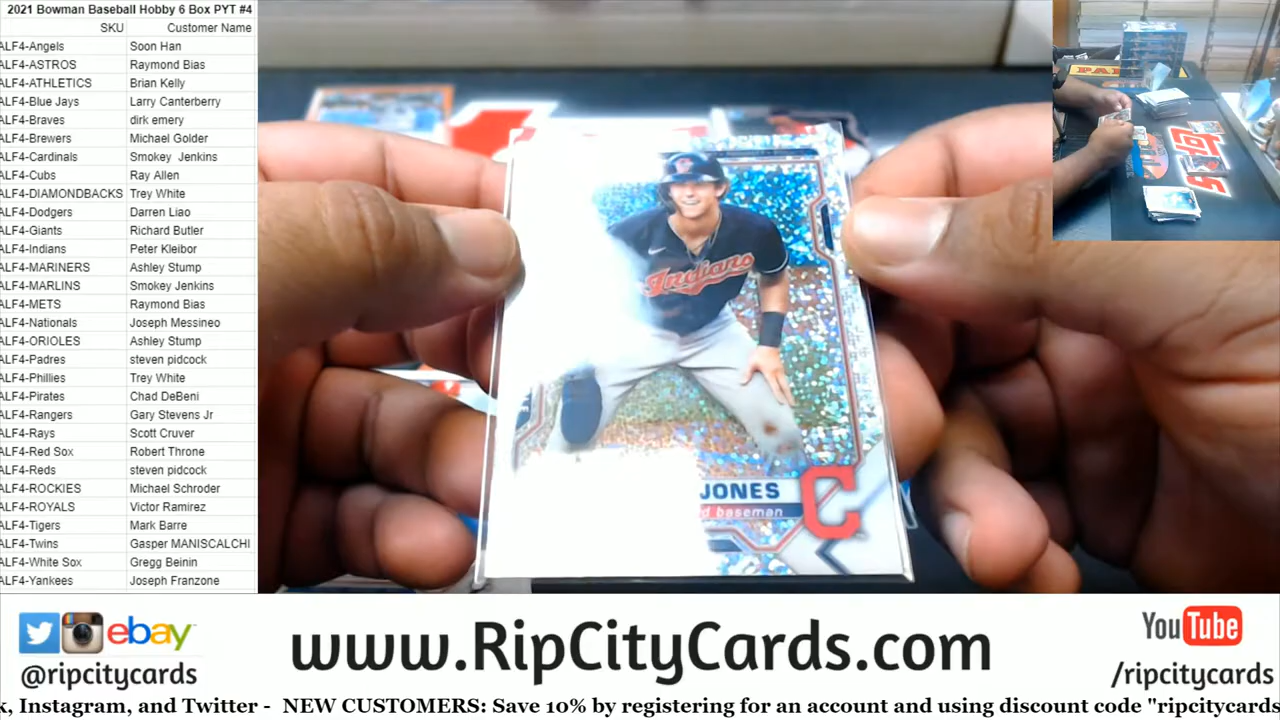 2021 Bowman Baseball Hobby 6 Box PYT #4
SKU Customer Name
ALF4-Angels Soon Han
ALF4-ASTROS Raymond Bias
ALF4-ATHLETICS Brian Kelly
ALF4-Blue Jays Larry Canterberry
ALF4-Braves dirk emery
ALF4-Brewers Michael Golder
ALF4-Cardinals Smokey Jenkins
ALF4-Cubs Ray Allen
ALF4-DIAMONDBACKS Trey White
ALF4-Dodgers Darren Liao
ALF4-Giants Richard Butler
ALF4-Indians Peter Kleibor
ALF4-MARINERS Ashley Stump
ALF4-MARLINS Smokey Jenkins
ALF4-METS Raymond Bias
ALF4-Nationals Joseph Messineo
ALF4-ORIOLES Ashley Stump
ALF4-Padres steven pidcock
ALF4-Phillies Trey White
ALF4-Pirates Chad DeBeni
ALF4-Rangers Gary Stevens Jr
ALF4-Rays Scott Cruver
ALF4-Red Sox Robert Throne
ALF4-Reds steven pidcock
ALF4-ROCKIES Michael Schroder
ALF4-ROYALS Victor Ramirez
ALF4-Tigers Mark Barre
ALF4-Twins Gasper MANISCALCHI
ALF4-White Sox Gregg Beinin
ALF4-Yankees Joseph Franzone
Indians
JONES
d baseman
C
ebay
@ripcitycards
www.RipCityCards.com
YouTube
/ripcitycards
k, Instagram, and Twitter - NEW CUSTOMERS: Save 10% by registering for an account and using discount code "ripcitycards